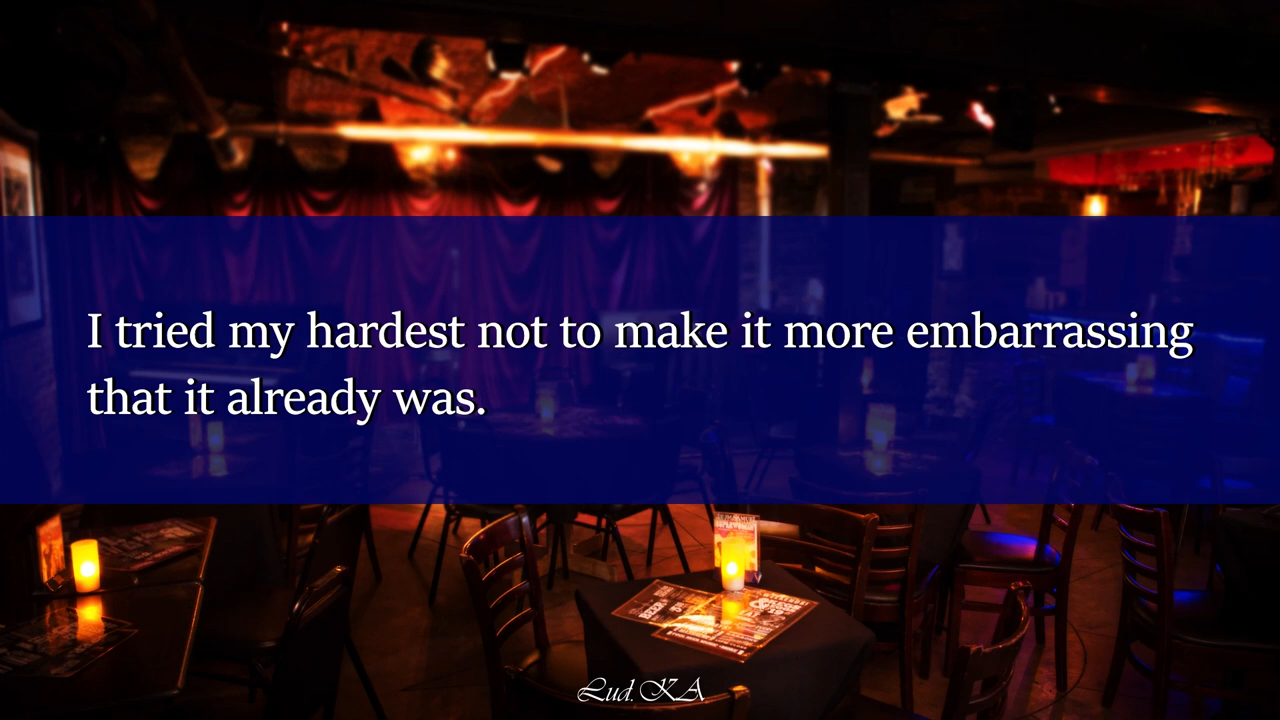 I tried my hardest not to make it more embarrassing
that it already was.
Lud.KA